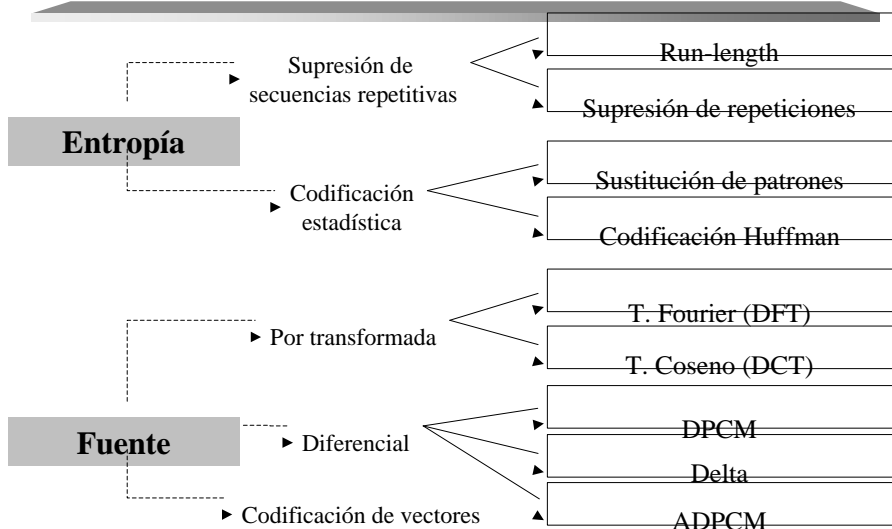 Entropía
Supresión de
secuencias repetitivas
Run-length
Supresión de repeticiones
Codificación
estadística
Sustitución de patrones
Codificación Huffman
Fuente
Por transformada
T. Fourier (DFT)
T. Coseno (DCT)
Diferencial
DPCM
Delta
ADPCM
Codificación de vectores